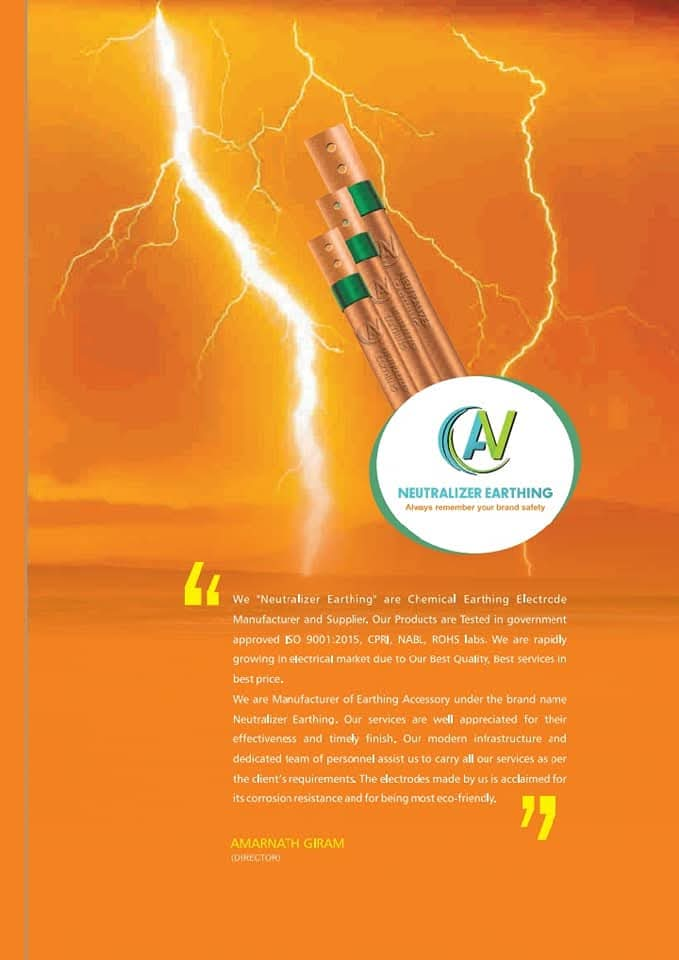 NEUTRALIZER EARTHING
Always remember your brand safety
“
We "Neutralizer Earthing" are Chemical Earthing Electrode
Manufacturer and Supplier. Our Products are Tested in government
approved ISO 9001:2015, CPRI, NABL, ROHS labs. We are rapidly
growing in electrical market due to Our Best Quality, Best services in
best price.
We are Manufacturer of Earthing Accessory under the brand name
Neutralizer Earthing. Our services are well appreciated for their
effectiveness and timely finish. Our modern infrastructure and
dedicated team of personnel assist us to carry all our services as per
the client's requirements. The electrodes made by us is acclaimed for
its corrosion resistance and for being most eco-friendly.
”
AMARNATH GIRAM
(DIRECTOR)